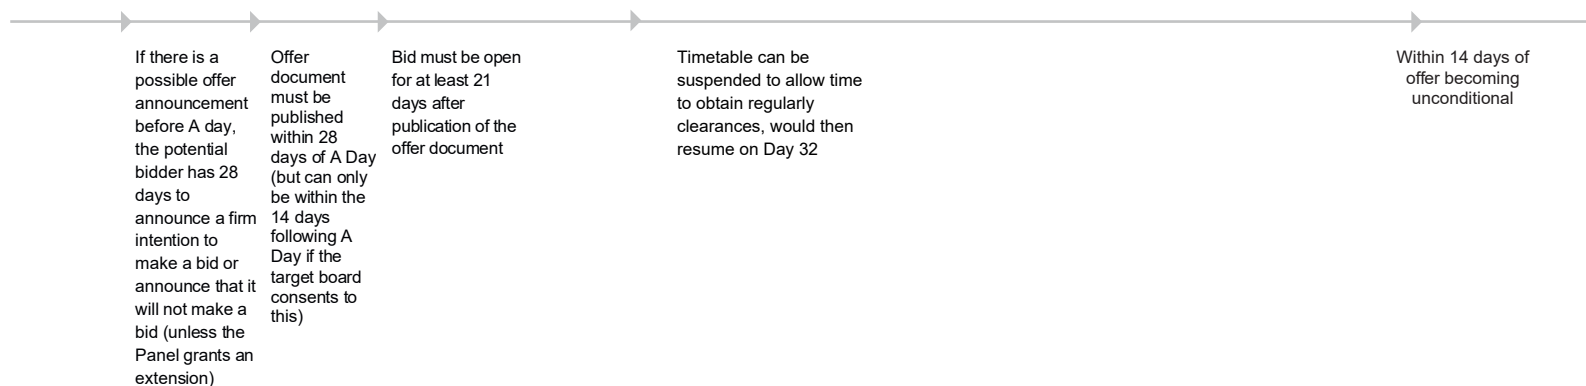 If there is a
possible offer
announcement
before A day,
the potential
bidder has 28
days to
announce a firm
intention to
make a bid or
announce that it
will not make a
bid (unless the
Panel grants an
extension)
Offer
document
must be
published
within 28
days of A Day
(but can only
be within the
14 days
following A
Day if the
target board
consents to
this)
Bid must be open
for at least 21
days after
publication of the
offer document
Timetable can be
suspended to allow time
to obtain regularly
clearances, would then
resume on Day 32
Within 14 days of
offer becoming
unconditional